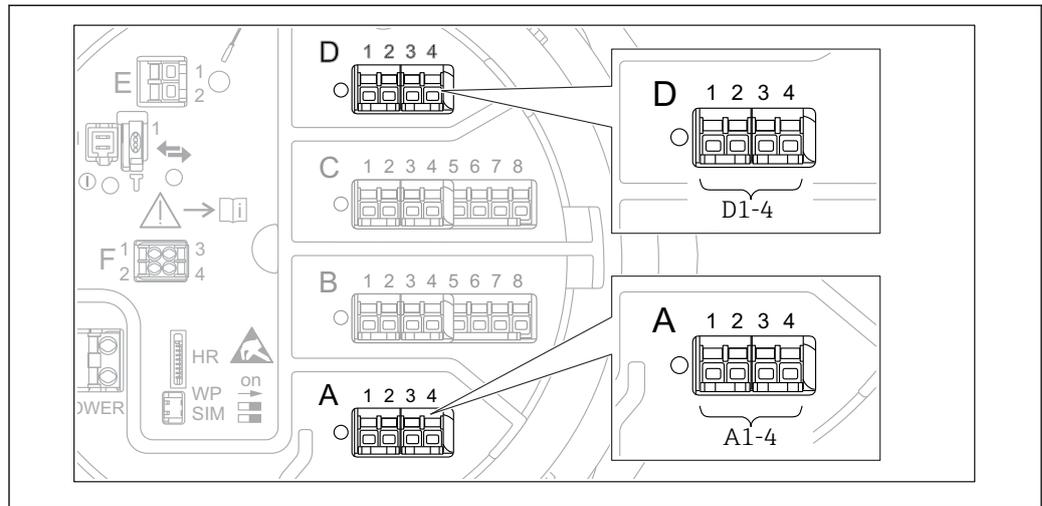 D 1 2 3 4
E 1
2
D 1 2 3 4
D1-4
1
C 1 2 3 4 5 6 7 8
i
F 1 3
2 4
B 1 2 3 4 5 6 7 8
A 1 2 3 4
A1-4
HR
on
WP
SIM
A 1 2 3 4
OWER